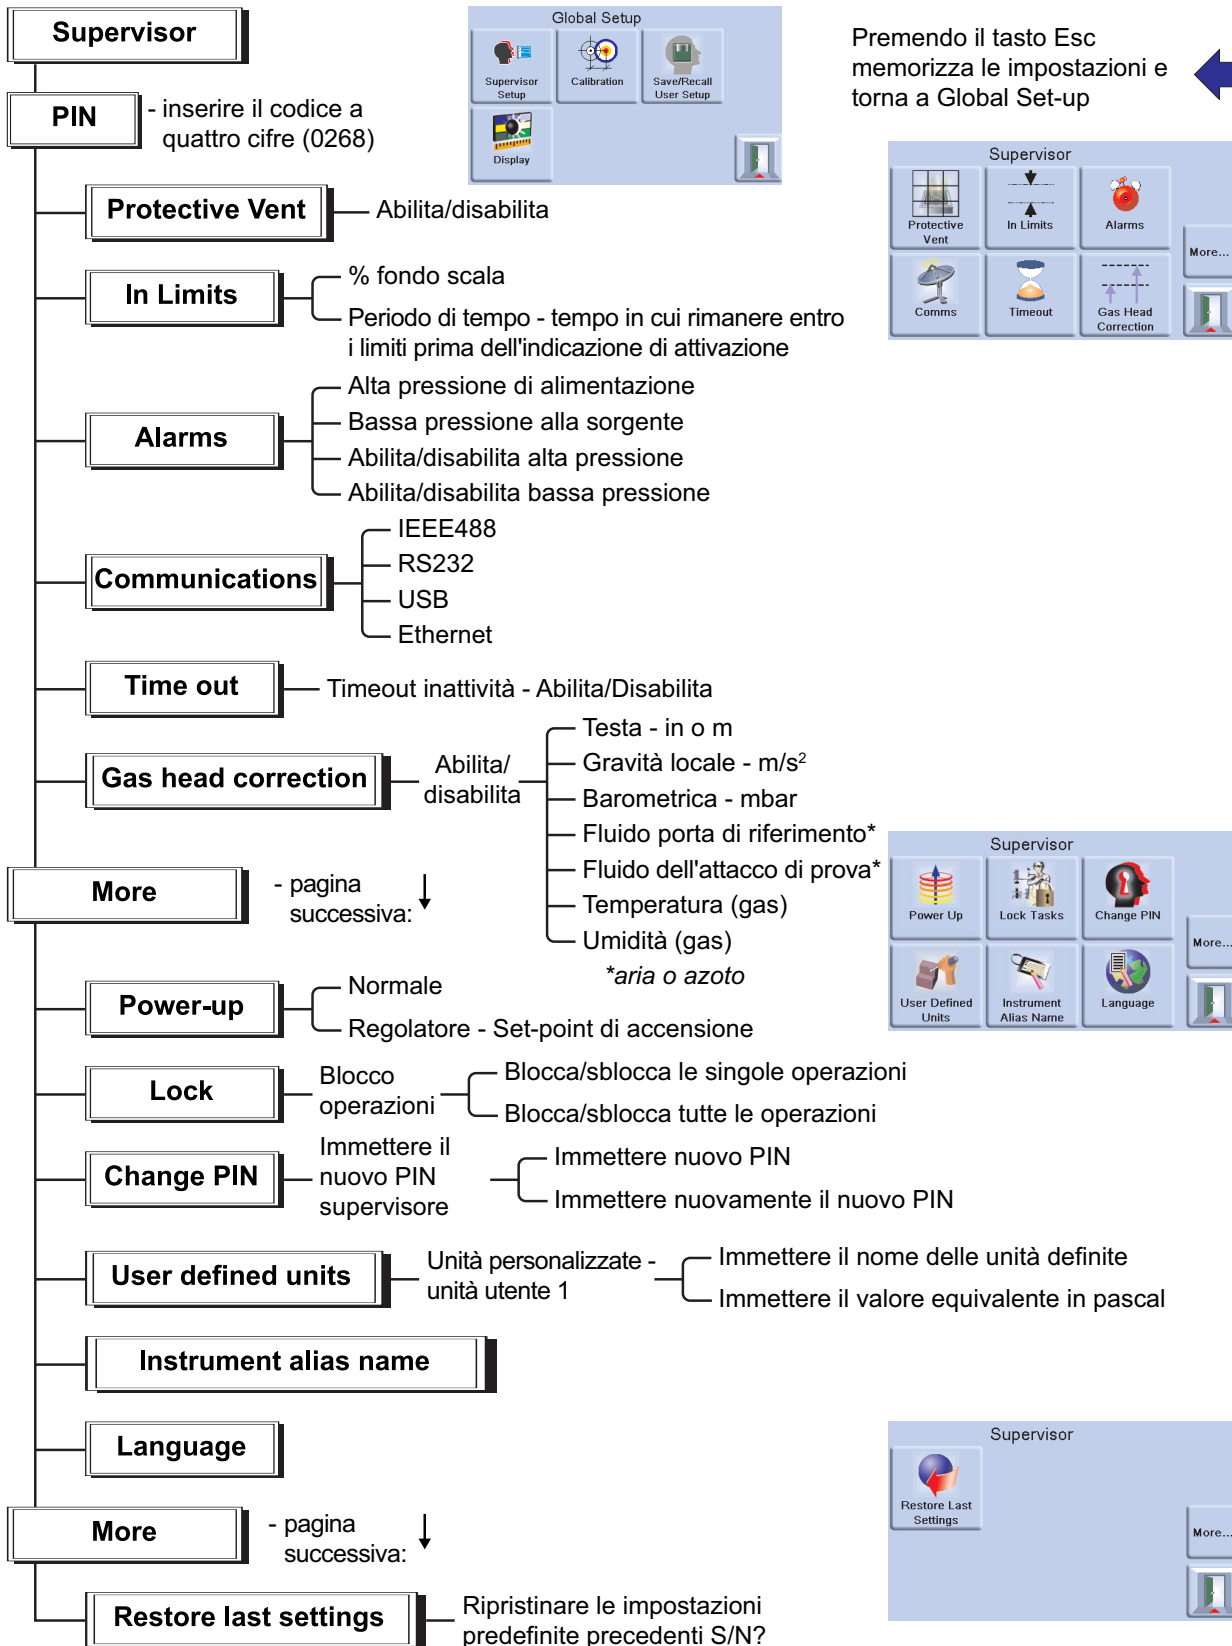 Supervisor
PIN
- inserire il codice a
quattro cifre (0268)
Global Setup
Supervisor
Setup
Calibration
Save/Recall
User Setup
Display
Premendo il tasto Esc
memorizza le impostazioni e
torna a Global Set-up
Protective Vent
Abilita/disabilita
In Limits
% fondo scala
Periodo di tempo - tempo in cui rimanere entro
i limiti prima dell'indicazione di attivazione
Supervisor
Protective
Vent
In Limits
Alarms
More...
Comms
Timeout
Gas Head
Correction
Alarms
Alta pressione di alimentazione
Bassa pressione alla sorgente
Abilita/disabilita alta pressione
Abilita/disabilita bassa pressione
Communications
IEEE488
RS232
USB
Ethernet
Time out
Timeout inattività - Abilita/Disabilita
Gas head correction
Abilita/
disabilita
Testa - in o m
Gravità locale - m/s²
Barometrica - mbar
Fluido porta di riferimento*
Fluido dell'attacco di prova*
Temperatura (gas)
Umidità (gas)
*aria o azoto
More
- pagina
successiva:
Supervisor
Power Up
Lock Tasks
Change PIN
More...
User Defined
Units
Instrument
Alias Name
Language
Power-up
Normale
Regolatore - Set-point di accensione
Lock
Blocco
operazioni
Blocca/sblocca le singole operazioni
Blocca/sblocca tutte le operazioni
Change PIN
Immettere il
nuovo PIN
supervisore
Immettere nuovo PIN
Immettere nuovamente il nuovo PIN
User defined units
Unità personalizzate -
unità utente 1
Immettere il nome delle unità definite
Immettere il valore equivalente in pascal
Instrument alias name
Language
More
- pagina
successiva:
Supervisor
Restore Last
Settings
More...
Restore last settings
Ripristinare le impostazioni
predefinite precedenti S/N?